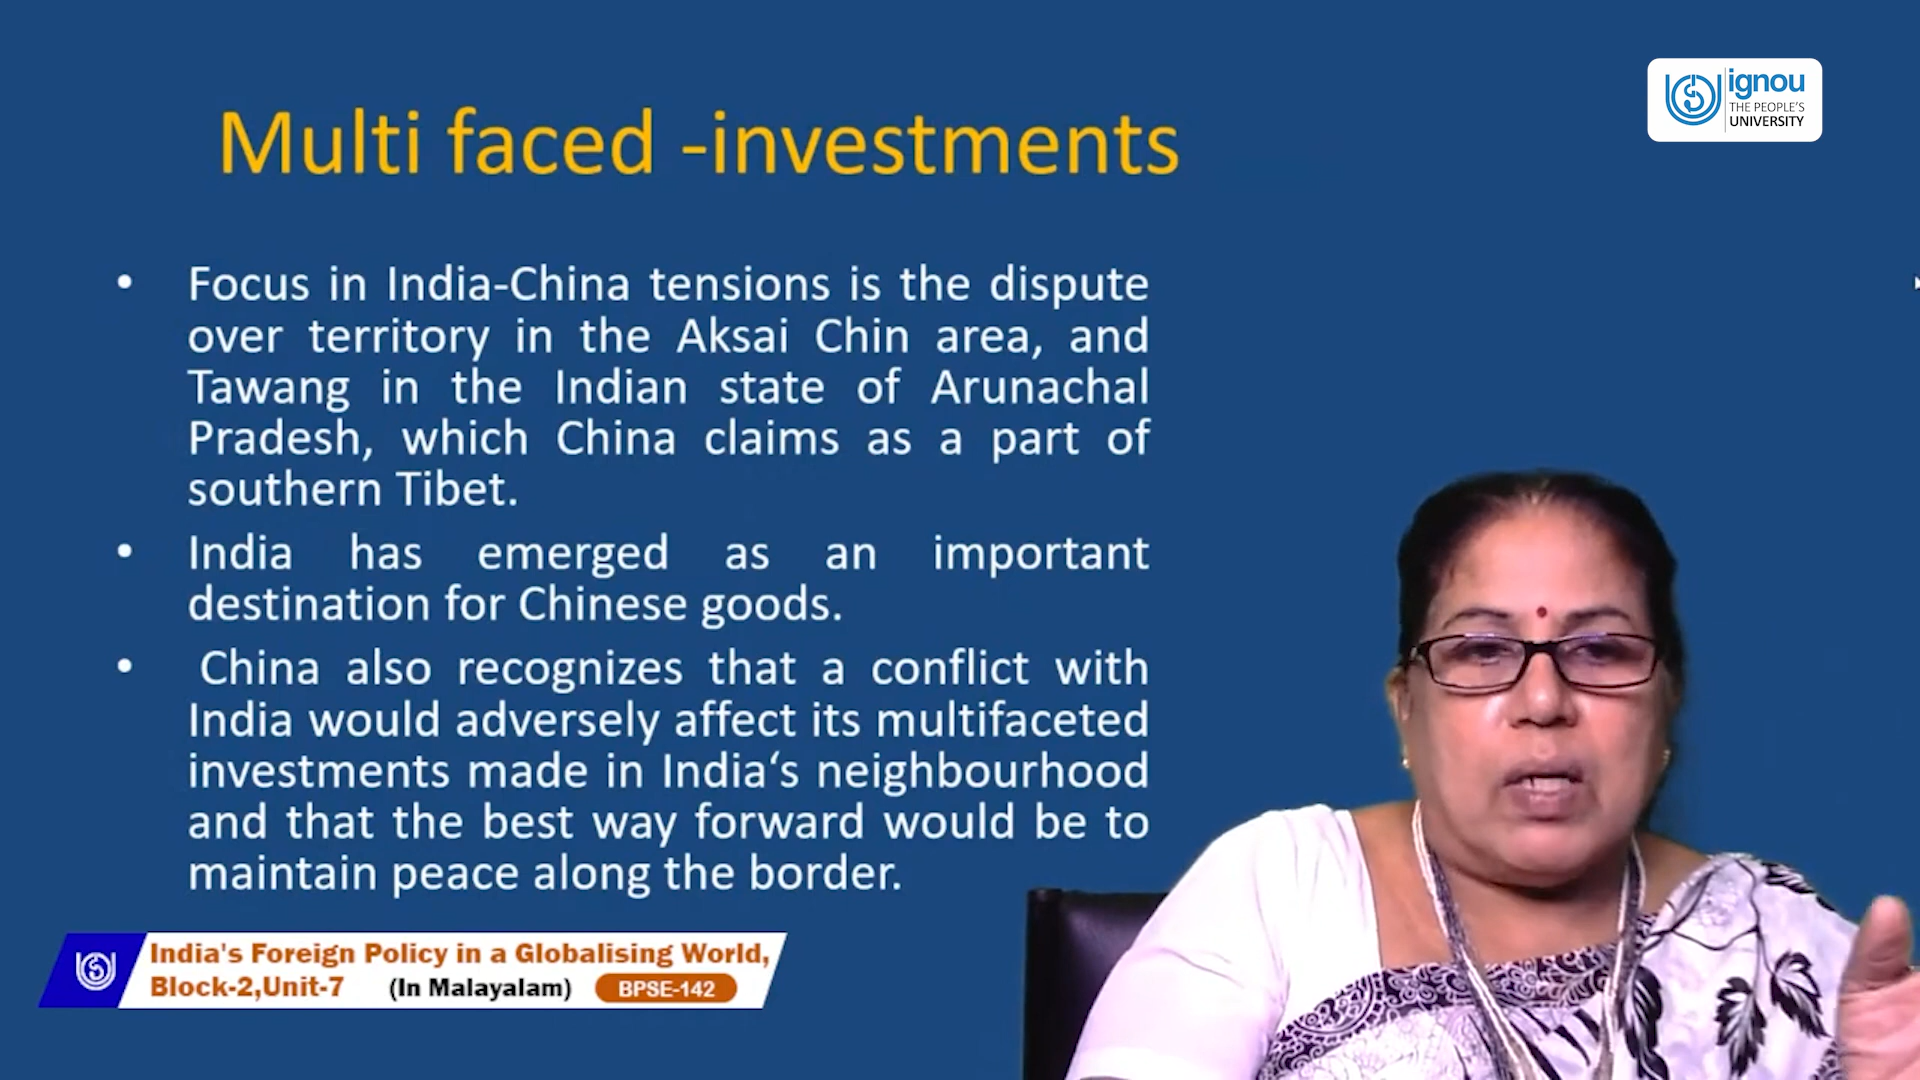 ignou
THE PEOPLE'S
UNIVERSITY
Multi faced -investments
• Focus in India-China tensions is the dispute
over territory in the Aksai Chin area, and
Tawang in the Indian state of Arunachal
Pradesh, which China claims as a part of
southern Tibet.
• India has emerged as an important
destination for Chinese goods.
• China also recognizes that a conflict with
India would adversely affect its multifaceted
investments made in India‘s neighbourhood
and that the best way forward would be to
maintain peace along the border.
India's Foreign Policy in a Globalising World,
Block-2,Unit-7 (In Malayalam) BPSE-142